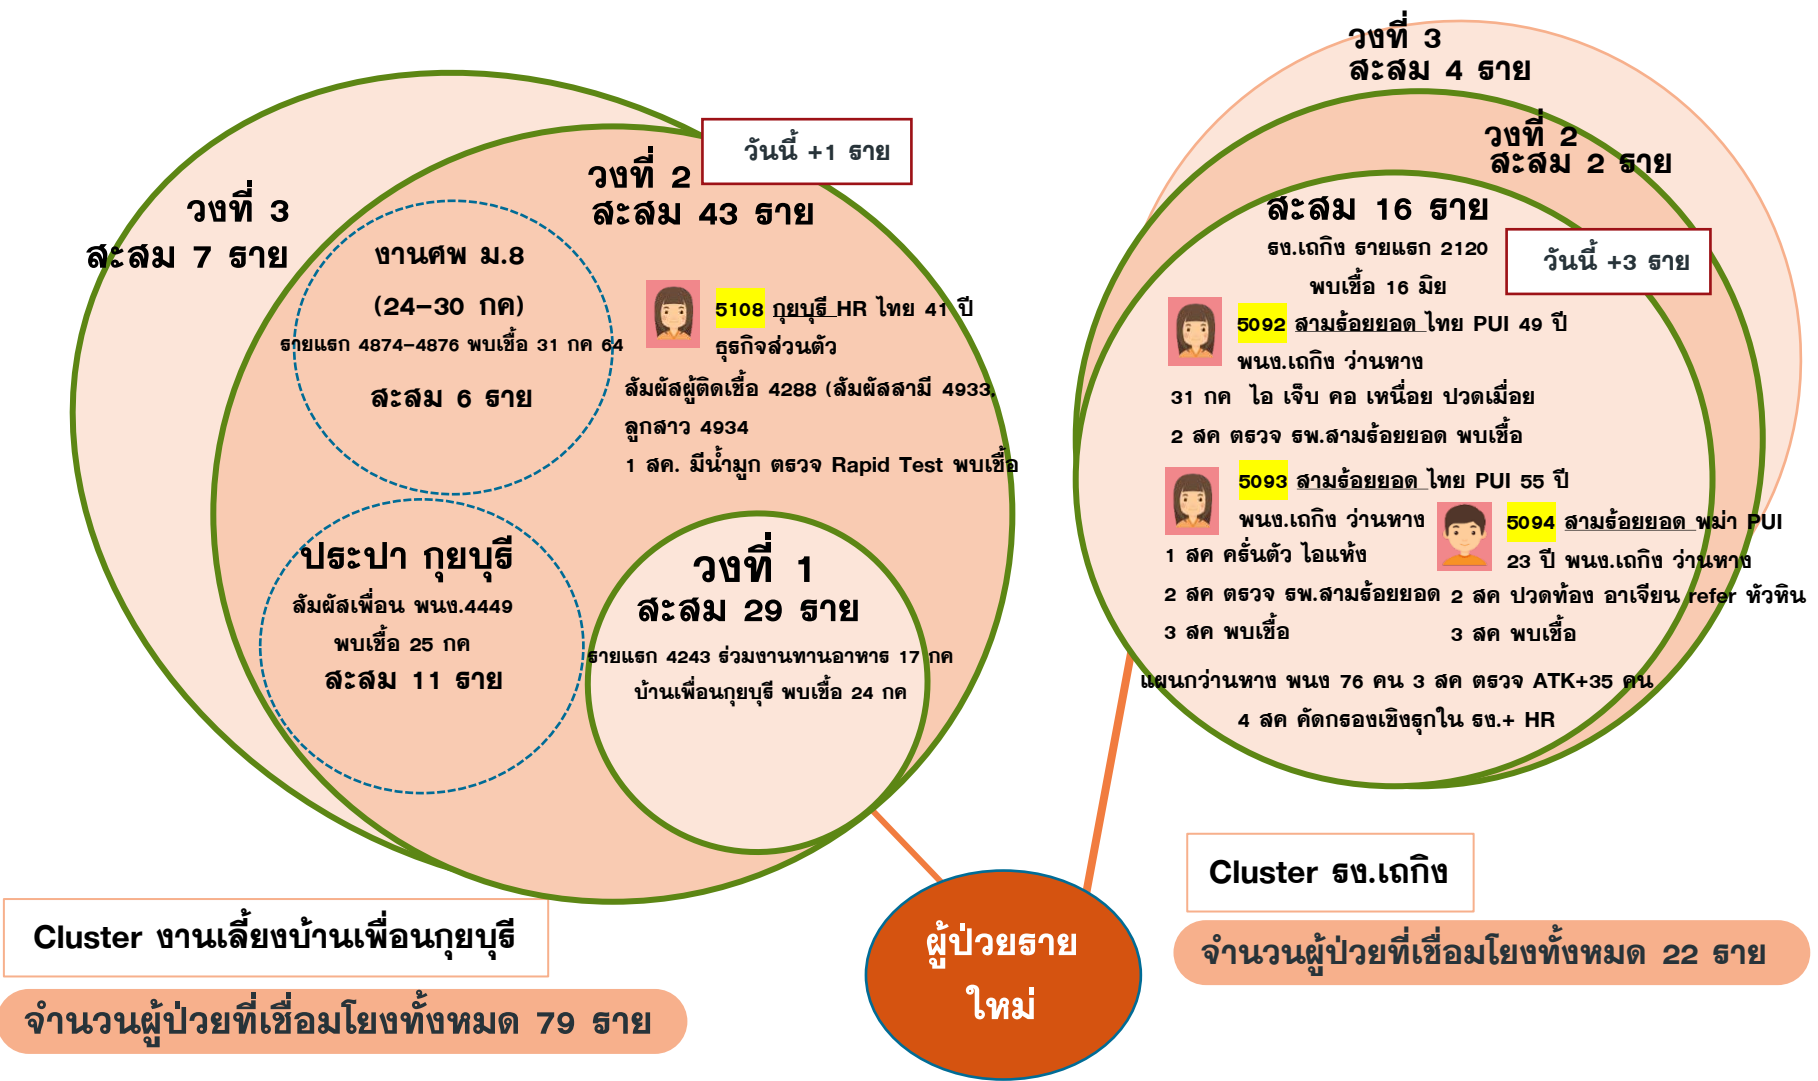 วงที่ 3
สะสม 7 ราย
วงที่ 2
สะสม 43 ราย
วันนี้ +1 ราย
งานศพ ม.8
(24–30 กค)
รายแรก 4874–4876 พบเชื้อ 31 กค 64
สะสม 6 ราย
5108 กุยบุรี HR ไทย 41 ปี
ธุรกิจส่วนตัว
สัมผัสผู้ติดเชื้อ 4288 (สัมผัสสามี 4933,
ลูกสาว 4934
1 สค. มีน้ำมูก ตรวจ Rapid Test พบเชื้อ
ประปา กุยบุรี
สัมผัสเพื่อน พนง.4449
พบเชื้อ 25 กค
สะสม 11 ราย
วงที่ 1
สะสม 29 ราย
รายแรก 4243 ร่วมงานทานอาหาร 17 กค
บ้านเพื่อนกุยบุรี พบเชื้อ 24 กค
Cluster งานเลี้ยงบ้านเพื่อนกุยบุรี
จำนวนผู้ป่วยที่เชื่อมโยงทั้งหมด 79 ราย
ผู้ป่วยราย
ใหม่
วงที่ 3
สะสม 4 ราย
วงที่ 2
สะสม 2 ราย
สะสม 16 ราย
รง.เถกิง รายแรก 2120
พบเชื้อ 16 มิย
วันนี้ +3 ราย
5092 สามร้อยยอด ไทย PUI 49 ปี
พนง.เถกิง ว่านหาง
31 กค ไอ เจ็บ คอ เหนื่อย ปวดเมื่อย
2 สค ตรวจ รพ.สามร้อยยอด พบเชื้อ
5093 สามร้อยยอด ไทย PUI 55 ปี
พนง.เถกิง ว่านหาง
1 สค ครั่นตัว ไอแห้ง
2 สค ตรวจ รพ.สามร้อยยอด
3 สค พบเชื้อ
5094 สามร้อยยอด พม่า PUI
23 ปี พนง.เถกิง ว่านหาง
2 สค ปวดท้อง อาเจียน refer หัวหิน
3 สค พบเชื้อ
แผนกว่านหาง พนง 76 คน 3 สค ตรวจ ATK+35 คน
4 สค คัดกรองเชิงรุกใน รง.+ HR
Cluster รง.เถกิง
จำนวนผู้ป่วยที่เชื่อมโยงทั้งหมด 22 ราย